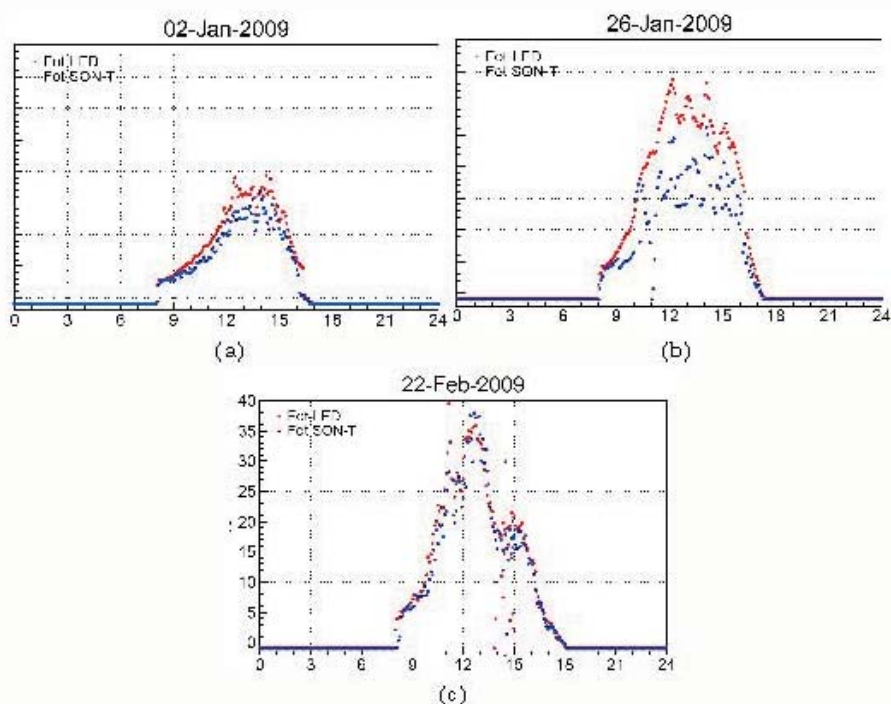 02-Jan-2009
Fot SON-T
0 3 6 9 12 15 18 21 24
(a)
26-Jan-2009
Fot LED
Fot SON-T
0 3 6 9 12 15 18 21 24
(b)
22-Feb-2009
40
35
30
25
20
15
10
5
0
Fot LED
Fot SON-T
0 3 6 9 12 15 18 21 24
(c)